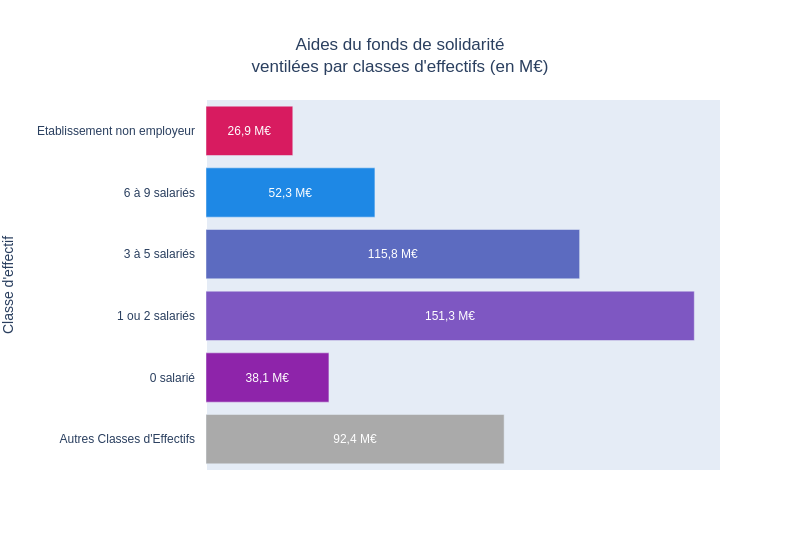 Aides du fonds de solidarité
ventilées par classes d'effectifs (en M€)
Classe d'effectif
Etablissement non employeur
26,9 M€
6 à 9 salariés
52,3 M€
3 à 5 salariés
115,8 M€
1 ou 2 salariés
151,3 M€
0 salarié
38,1 M€
Autres Classes d'Effectifs
92,4 M€